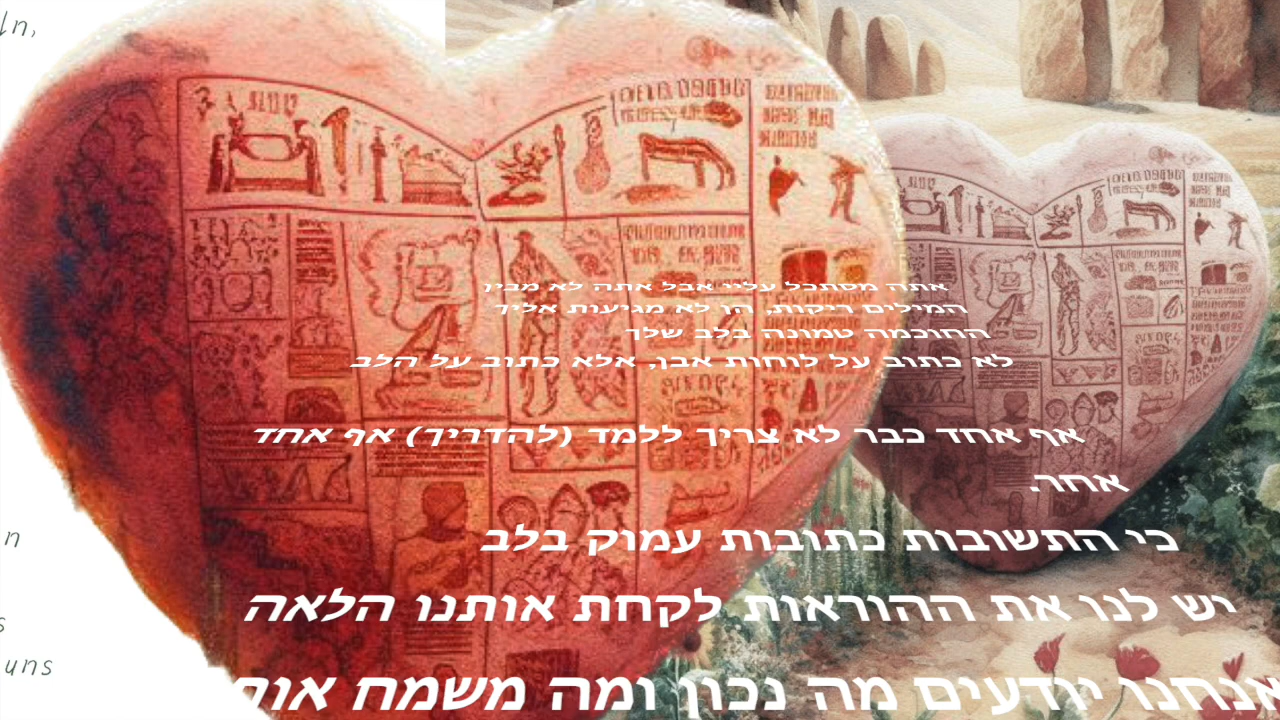 אתה מסתכל עליי אבל אתה לא מבין
המילים ריקות, הן לא מגיעות אליך
החוכמה טמונה בלב שלך
לא כתוב על לוחות אבן, אלא כתוב על הלב
אף אחד כבר לא צריך ללמד (להדריך) אף אחד
אחר.
כי התשובות כתובות עמוק בלב
יש לנו את ההוראות לקחת אותנו הלאה
אנחנו יודעים מה נכון ומה משמח
uns